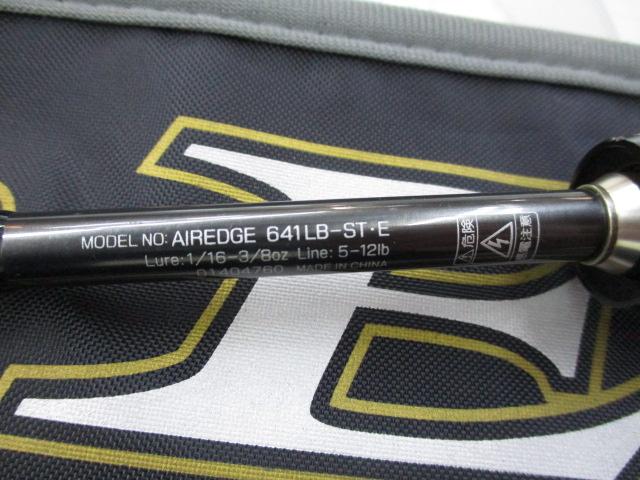 MODEL NO: AIREDGE 641LB-ST·E
Lure:1/16-3/8oz Line: 5-12lb
01404760 MADE IN CHINA
危険
感電注意